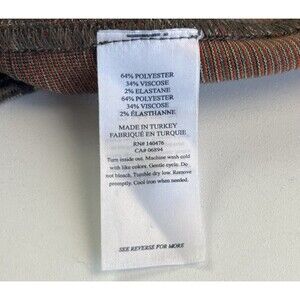 64% POLYESTER
34% VISCOSE
2% ELASTANE
64% POLYESTER
34% VISCOSE
2% ÉLASTHANNE
MADE IN TURKEY
FABRIQUÉ EN TURQUIE
RN# 140476
CA# 06894
Turn inside out. Machine wash cold
with like colors. Gentle cycle. Do
not bleach. Tumble dry low. Remove
promptly. Cool iron when needed.
SEE REVERSE FOR MORE